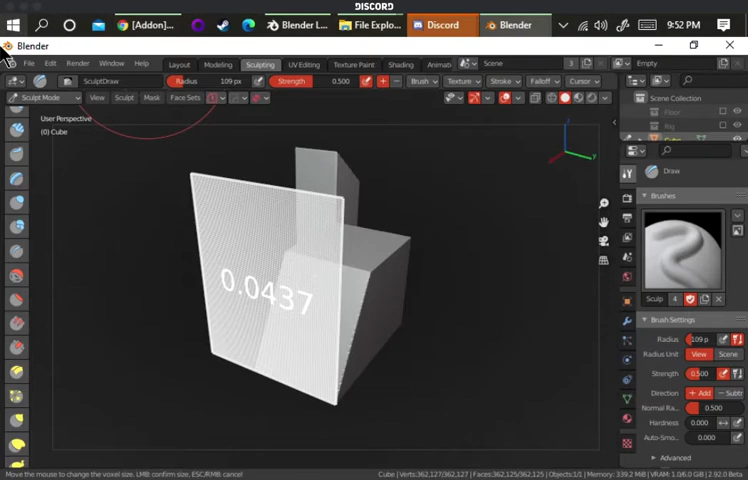 DISCORD
[Addon]...
Blender L...
File Explo...
Discord
Blender
9:52 PM
Blender
File Edit Render Window Help Layout Modeling Sculpting UV Editing Texture Paint Shading Animati Scene 3 Empty
SculptDraw Radius 109 px Strength 0.500 Brush Texture Stroke Falloff Cursor
Sculpt Mode View Sculpt Mask Face Sets
Scene Collection
Floor
Rig
Cube
User Perspective
(0) Cube
Z
Y
Draw
Brushes
0.0437
Sculp 4
Brush Settings
Radius 109 p
Radius Unit View Scene
Strength 0.500
Direction + Add − Subtr
Normal Ra... 0.500
Hardness 0.000
Auto-Smo... 0.000
Advanced
Move the mouse to change the voxel size. LMB: confirm size, ESC/RMB: cancel
Cube | Verts:362,127/362,127 | Faces:362,125/362,125 | Objects:1/1 | Memory: 339.2 MiB | VRAM: 1.0/6.0 GiB | 2.92.0 Beta